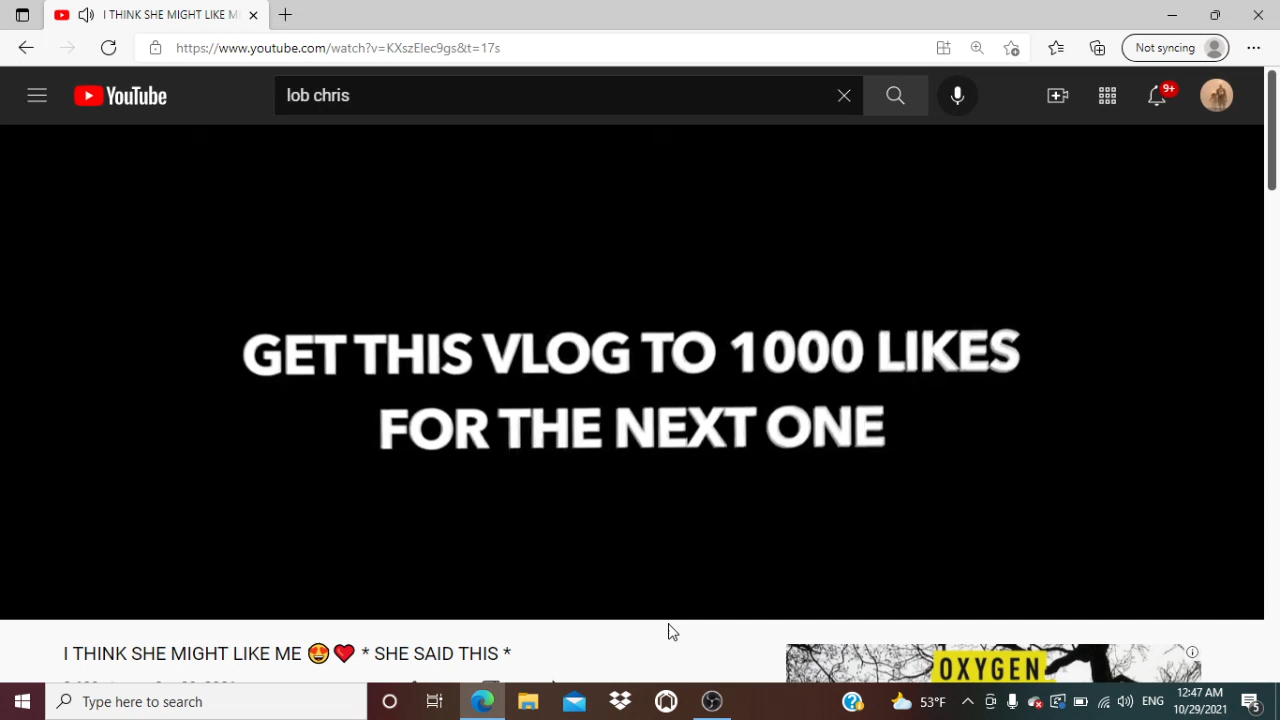 I THINK SHE MIGHT LIKE M
https://www.youtube.com/watch?v=KXszElec9gs&t=17s
Not syncing
YouTube
lob chris
9+
GET THIS VLOG TO 1000 LIKES
FOR THE NEXT ONE
I THINK SHE MIGHT LIKE ME 😍❤ * SHE SAID THIS *
OXYGEN
Type here to search
53°F
ENG
12:47 AM
10/29/2021
5